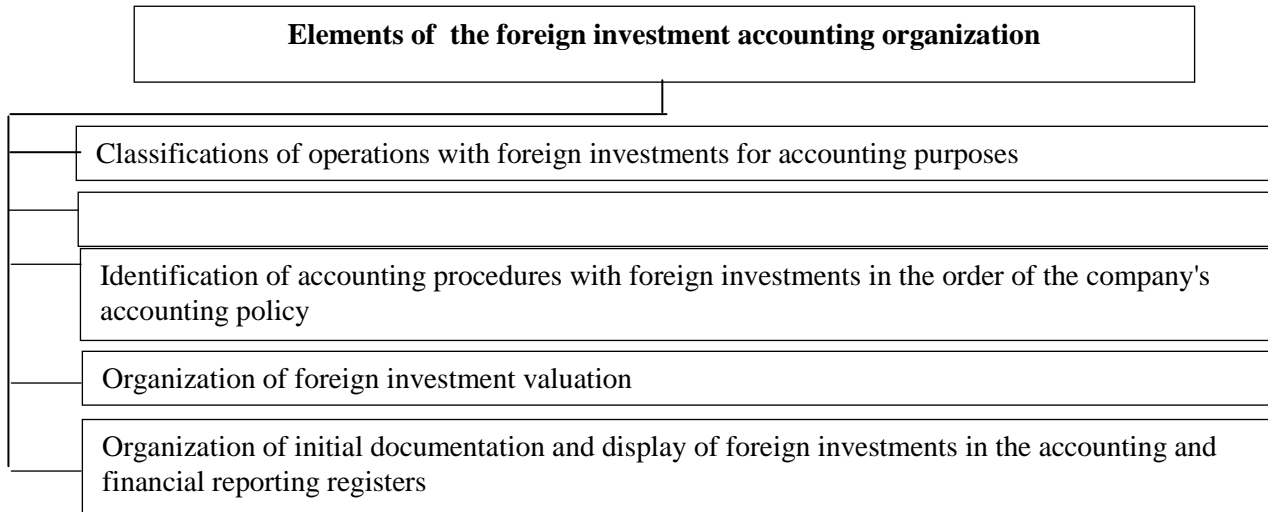 Elements of the foreign investment accounting organization
Classifications of operations with foreign investments for accounting purposes
Identification of accounting procedures with foreign investments in the order of the company's
accounting policy
Organization of foreign investment valuation
Organization of initial documentation and display of foreign investments in the accounting and
financial reporting registers